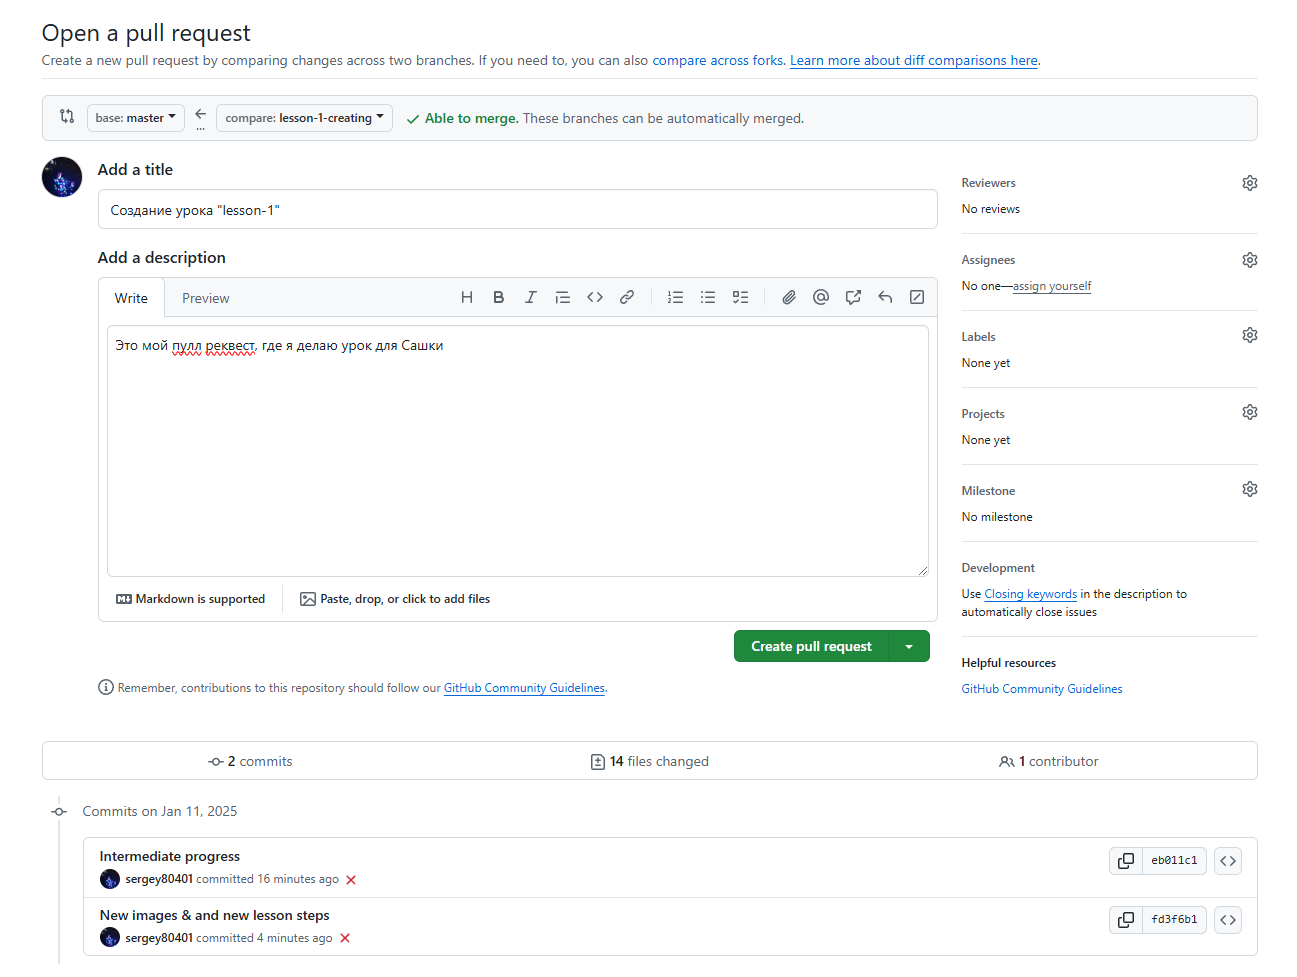 Open a pull request
Create a new pull request by comparing changes across two branches. If you need to, you can also compare across forks. Learn more about diff comparisons here.
base: master
...
compare: lesson-1-creating
Able to merge. These branches can be automatically merged.
Add a title
Создание урока "lesson-1"
Add a description
Write
Preview
Это мой пулл реквест, где я делаю урок для Сашки
Markdown is supported
Paste, drop, or click to add files
Create pull request
Remember, contributions to this repository should follow our GitHub Community Guidelines.
Reviewers
No reviews
Assignees
No one—assign yourself
Labels
None yet
Projects
None yet
Milestone
No milestone
Development
Use Closing keywords in the description to
automatically close issues
Helpful resources
GitHub Community Guidelines
2 commits
14 files changed
1 contributor
Commits on Jan 11, 2025
Intermediate progress
sergey80401 committed 16 minutes ago
eb011c1
New images & and new lesson steps
sergey80401 committed 4 minutes ago
fd3f6b1